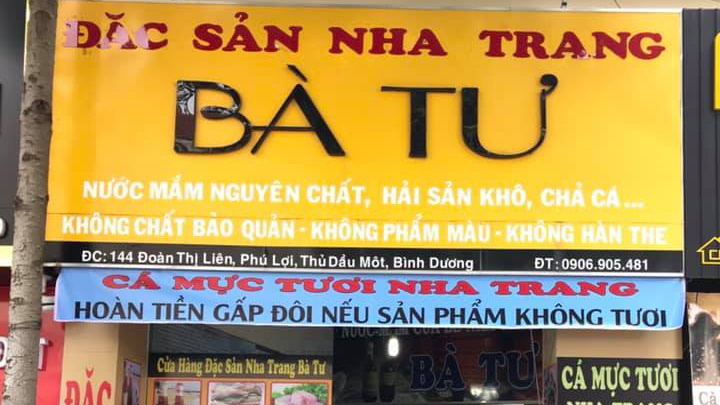 ĐẶC SẢN NHA TRANG
BÀ TƯ
NƯỚC MẮM NGUYÊN CHẤT, HẢI SẢN KHÔ, CHẢ CÁ...
KHÔNG CHẤT BẢO QUẢN - KHÔNG PHẨM MÀU - KHÔNG HÀN THE
ĐC: 144 Đoàn Thị Liên, Phú Lợi, Thủ Dầu Một, Bình Dương ĐT: 0906.905.481
CÁ MỰC TƯƠI NHA TRANG
HOÀN TIỀN GẤP ĐÔI NẾU SẢN PHẨM KHÔNG TƯƠI
Cửa Hàng Đặc Sản Nha Trang Bà Tư
BÀ TƯ
ĐẶC
CÁ MỰC TƯƠI
NHA TRANG